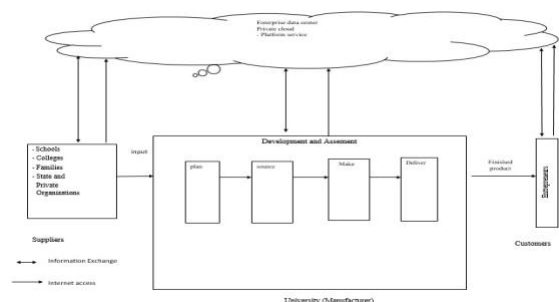 Enterprise data center
Private cloud
- Platform service
- Schools
- Colleges
- Families
- State and
Private
Organizations
input
Development and Assement
plan
source
Make
Deliver
Finished
product
Employers
Suppliers
Customers
Information Exchange
Internet access
University (Manufacturer)